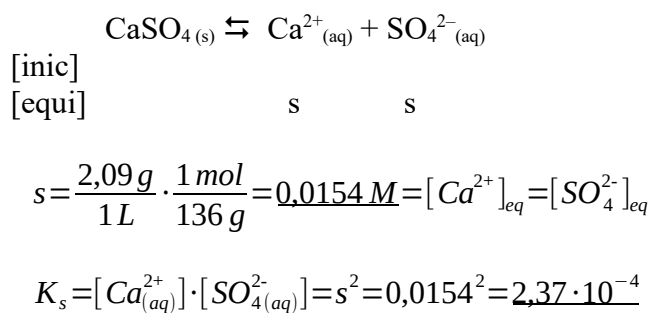 CaSO₄ (s) ⇆ Ca²⁺(aq) + SO₄²⁻(aq)
[inic]
[equi] s s
s = 2,09 g / 1 L · 1 mol / 136 g = 0,0154 M = [Ca²⁺]eq = [SO₄²⁻]eq
Kₛ = [Ca²⁺(aq)] · [SO₄²⁻(aq)] = s² = 0,0154² = 2,37 · 10⁻⁴